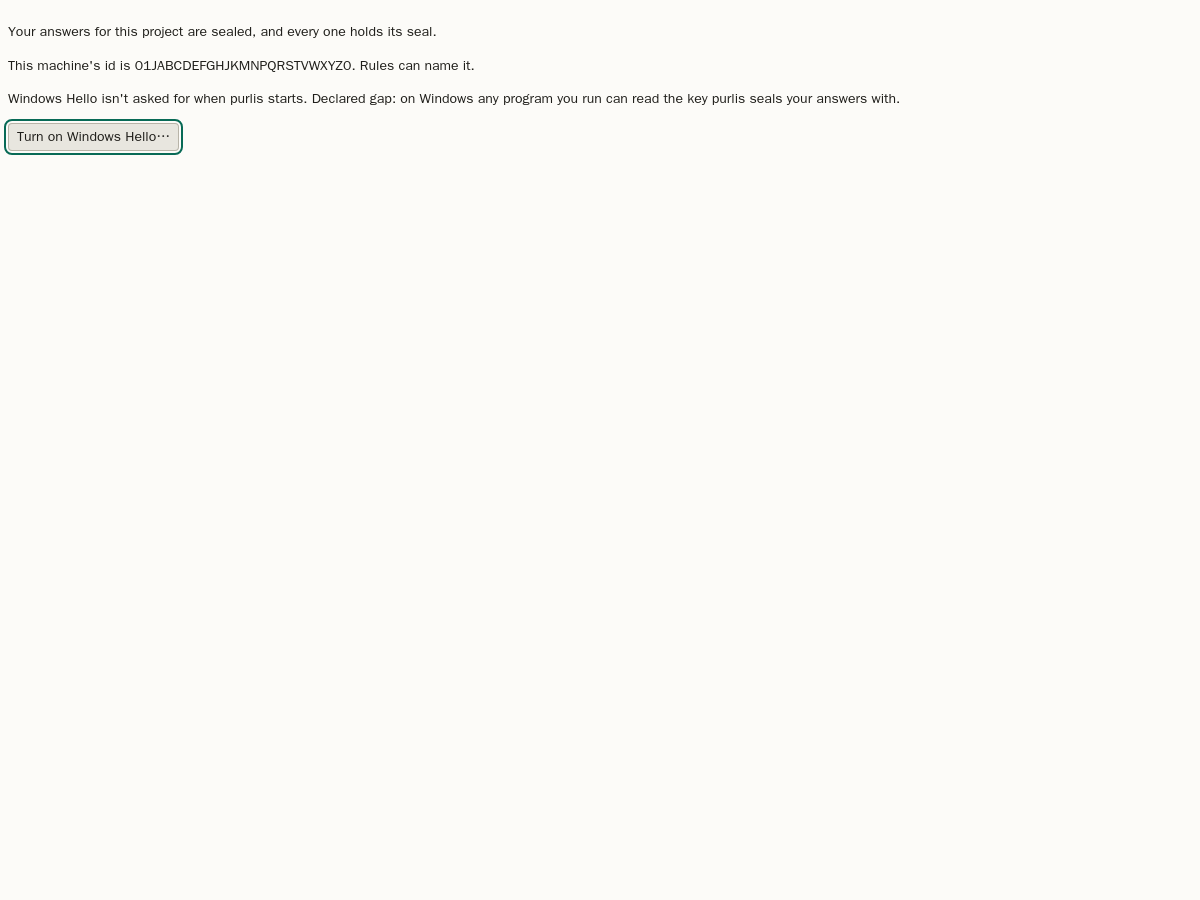 Your answers for this project are sealed, and every one holds its seal.
This machine's id is 01JABCDEFGHJKMNPQRSTVWXYZ0. Rules can name it.
Windows Hello isn't asked for when purlis starts. Declared gap: on Windows any program you run can read the key purlis seals your answers with.
Turn on Windows Hello…